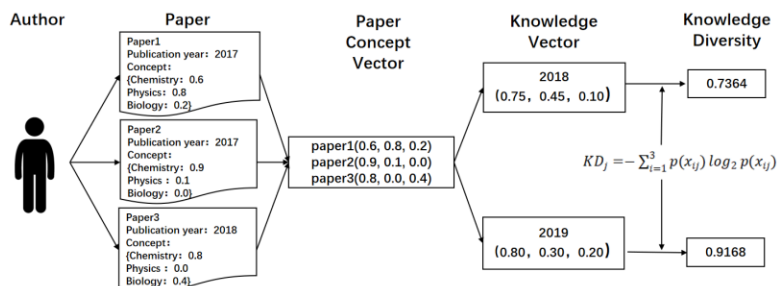 Author
Paper
Paper
Concept
Vector
Knowledge
Vector
Knowledge
Diversity
Paper1
Publication year: 2017
Concept:
{Chemistry: 0.6
Physics: 0.8
Biology: 0.2}
Paper2
Publication year: 2017
Concept:
{Chemistry: 0.9
Physics : 0.1
Biology: 0.0}
Paper3
Publication year: 2018
Concept:
{Chemistry: 0.8
Physics : 0.0
Biology: 0.4}
paper1(0.6, 0.8, 0.2)
paper2(0.9, 0.1, 0.0)
paper3(0.8, 0.0, 0.4)
2018
(0.75, 0.45, 0.10)
2019
(0.80, 0.30, 0.20)
0.7364
KD_j = − ∑_{i=1}^{3} p(x_{ij}) log_2 p(x_{ij})
0.9168